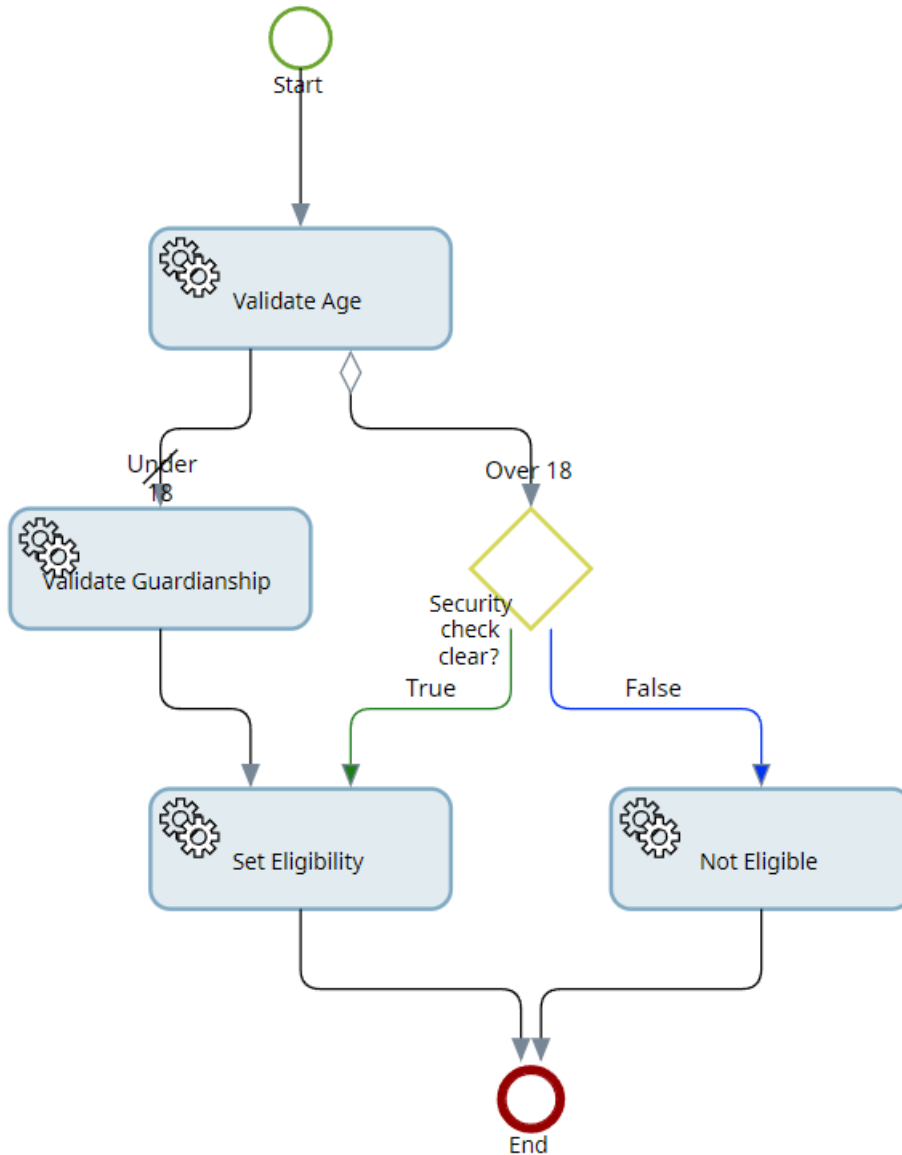 Start
Validate Age
Under
18
Over 18
Validate Guardianship
Security
check
clear?
True
False
Set Eligibility
Not Eligible
End